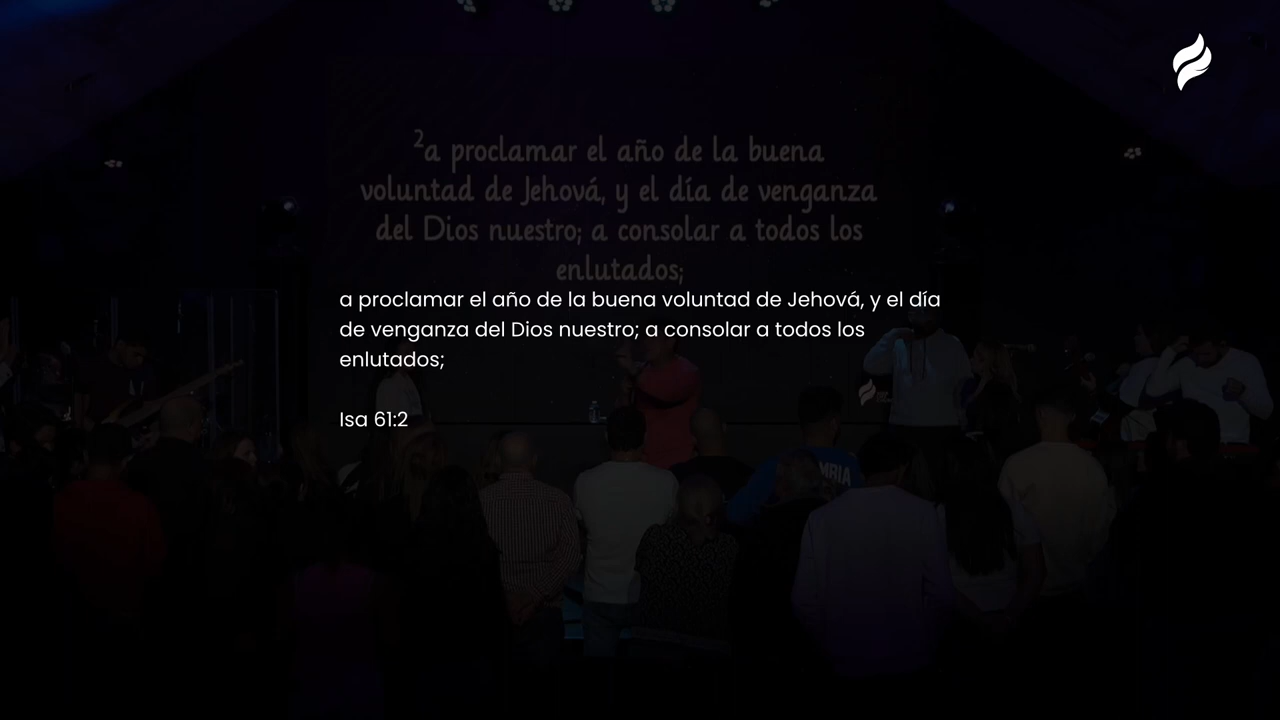 ²a proclamar el año de la buena
voluntad de Jehová, y el día de venganza
del Dios nuestro; a consolar a todos los
enlutados;
a proclamar el año de la buena voluntad de Jehová, y el día
de venganza del Dios nuestro; a consolar a todos los
enlutados;
Isa 61:2
MRIA